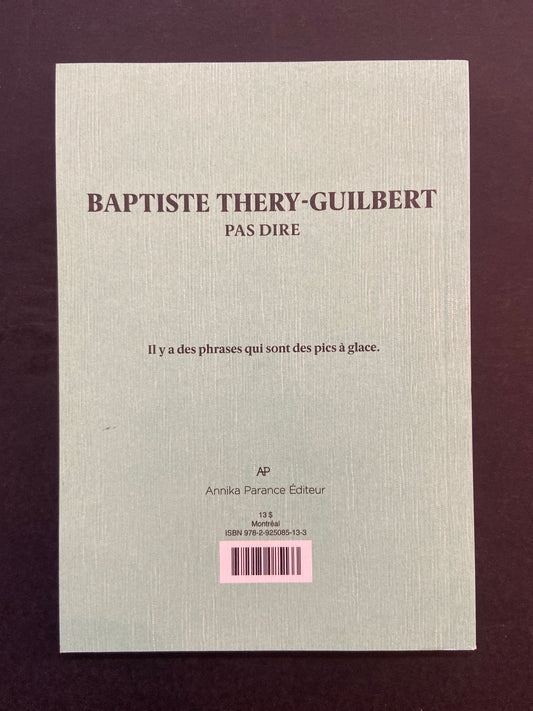 BAPTISTE THERY-GUILBERT
PAS DIRE
Il y a des phrases qui sont des pics à glace.
AP
Annika Parance Éditeur
13 $
Montréal
ISBN 978-2-925085-13-3